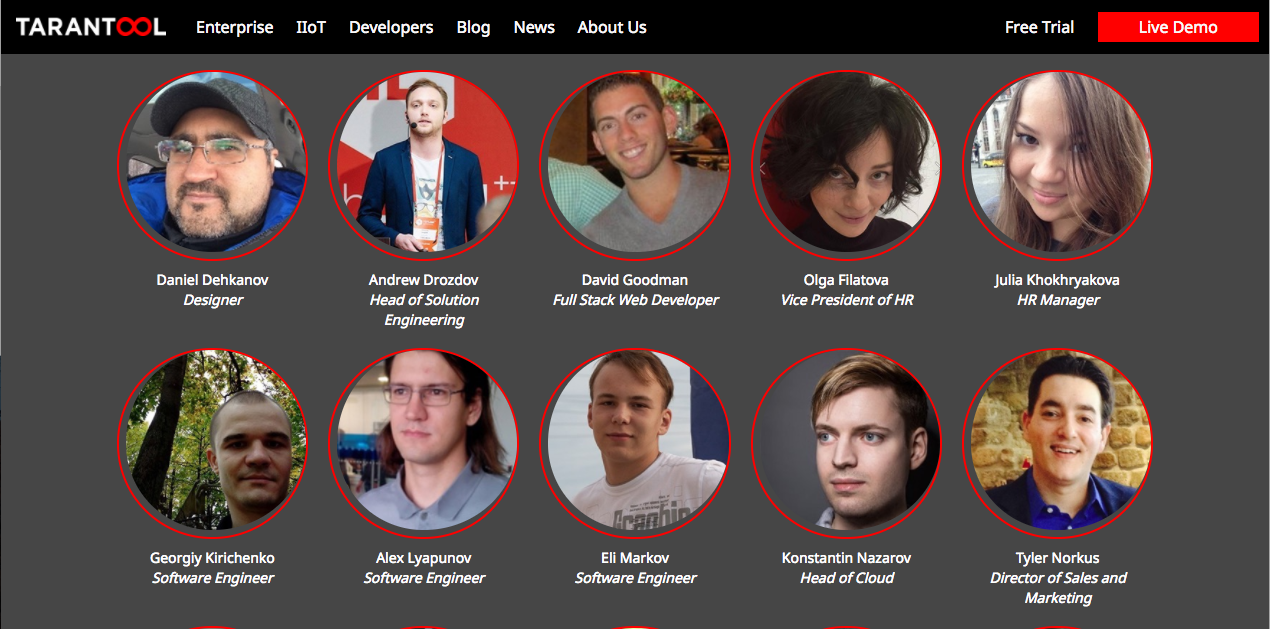 TARANTOOL Enterprise IIoT Developers Blog News About Us Free Trial Live Demo
Daniel Dehkanov
Designer
Andrew Drozdov
Head of Solution
Engineering
David Goodman
Full Stack Web Developer
Olga Filatova
Vice President of HR
Julia Khokhryakova
HR Manager
Georgiy Kirichenko
Software Engineer
Alex Lyapunov
Software Engineer
Eli Markov
Software Engineer
Konstantin Nazarov
Head of Cloud
Tyler Norkus
Director of Sales and
Marketing